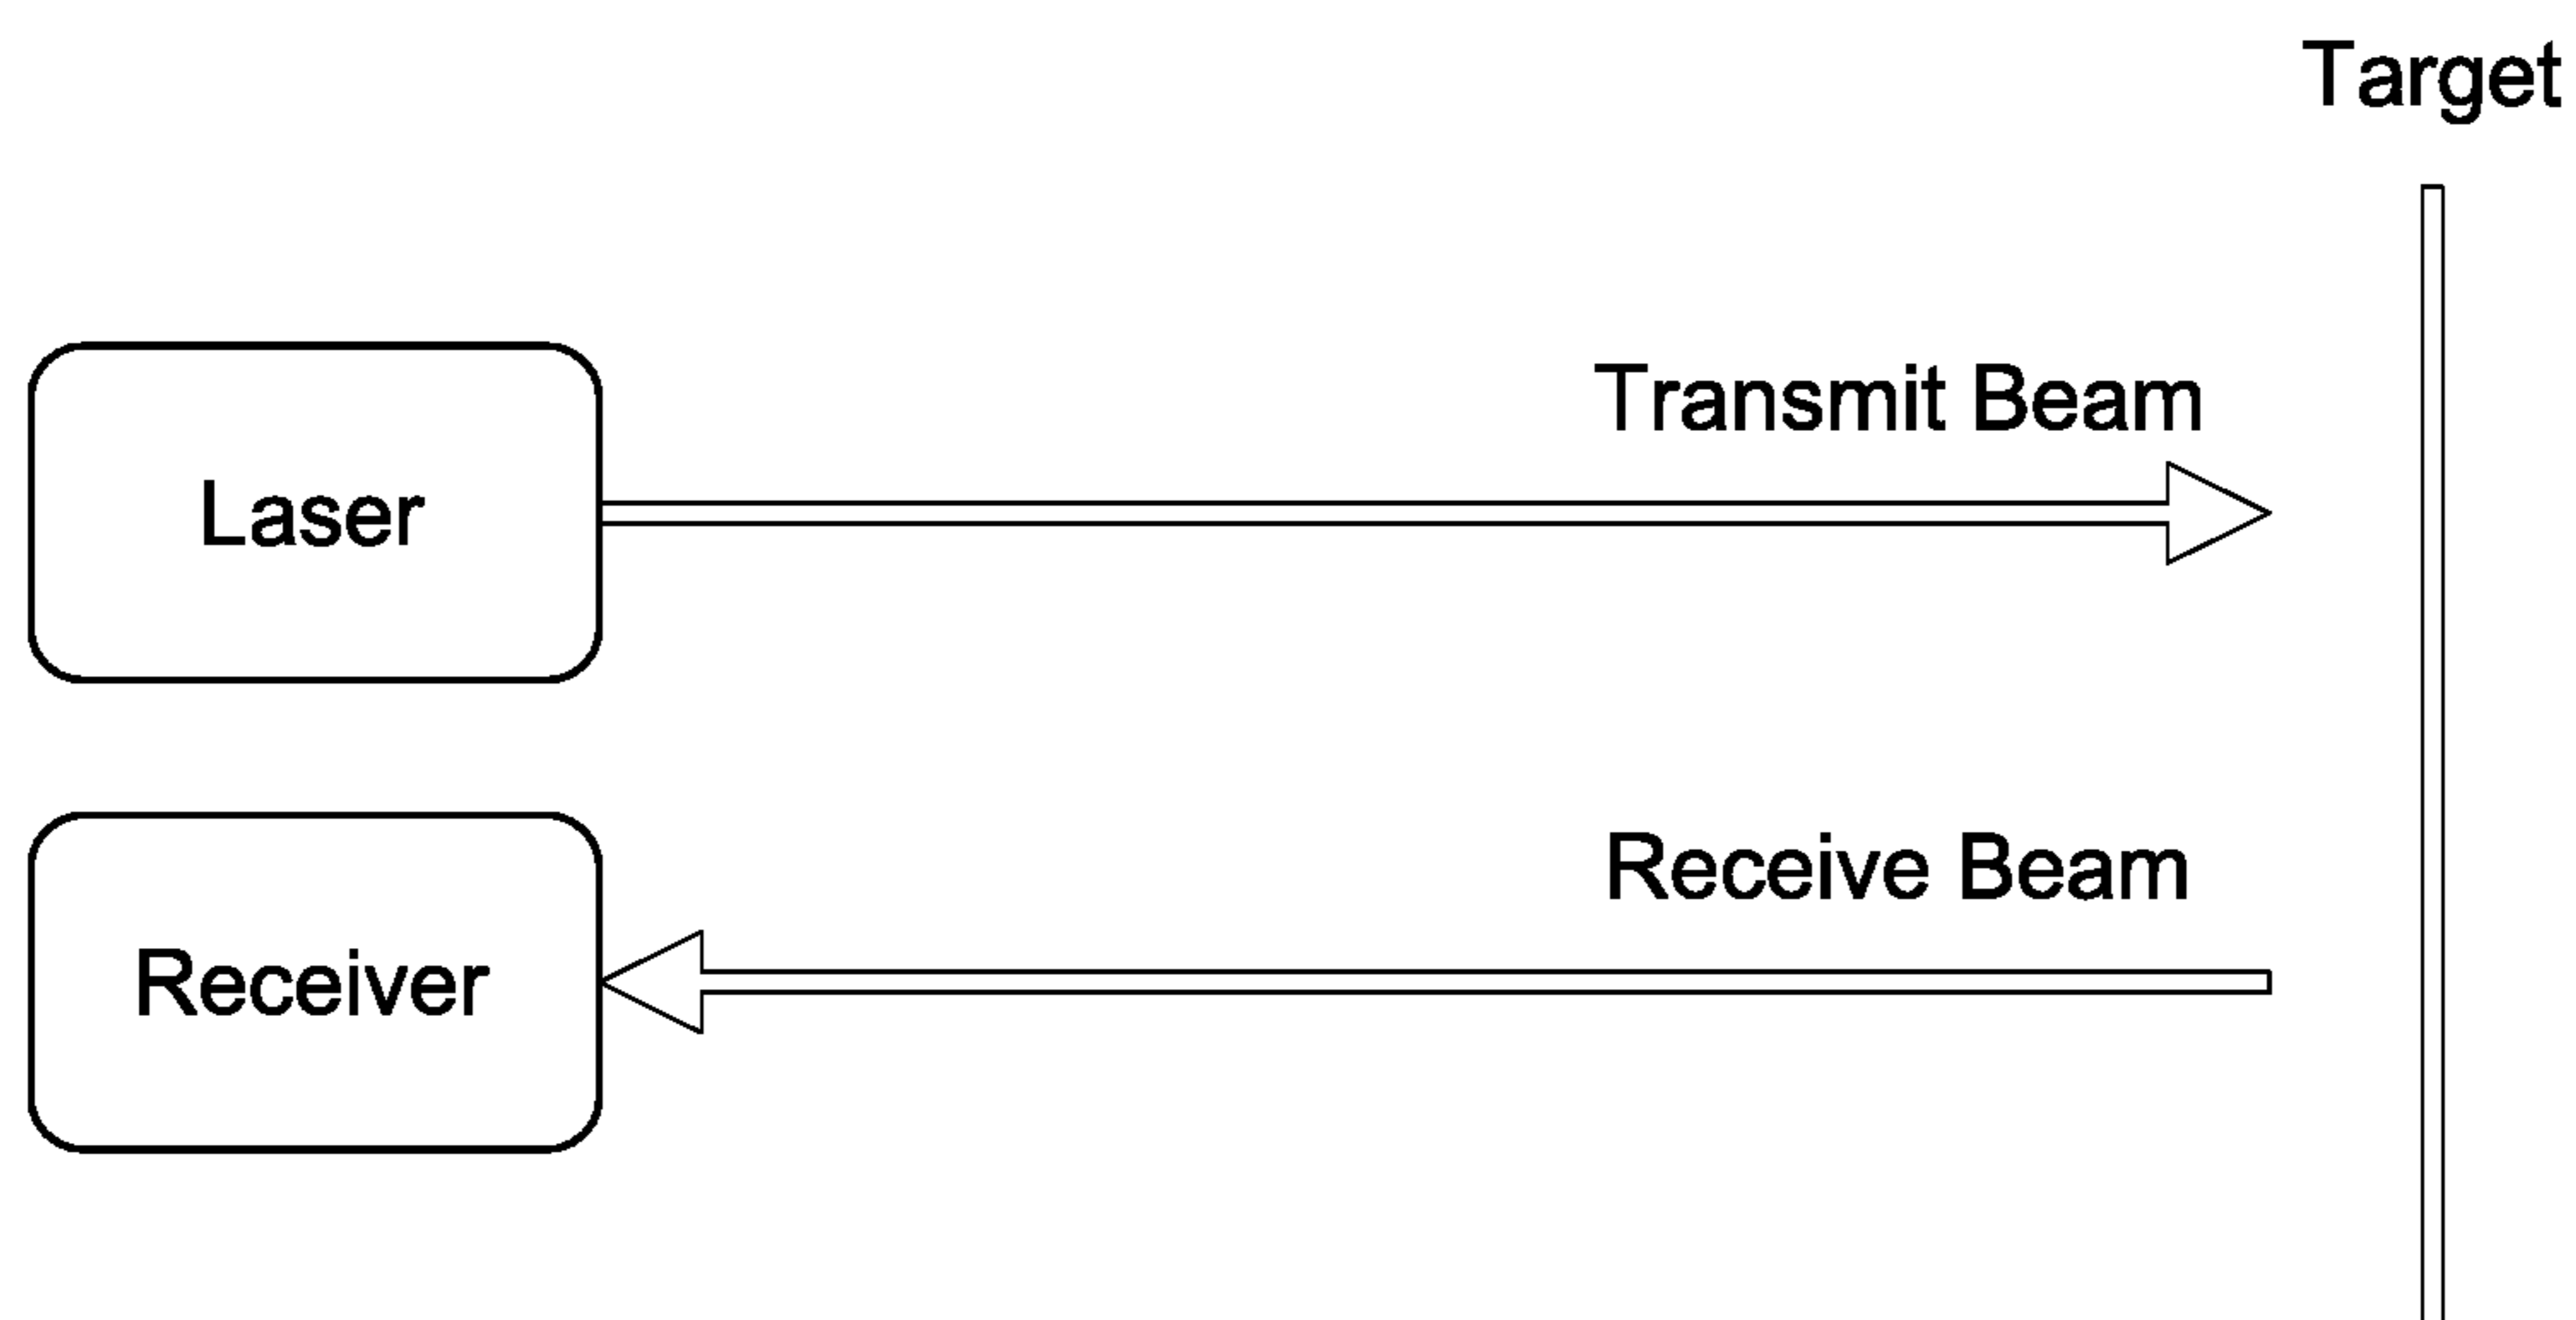 Target
Transmit Beam
Laser
Receive Beam
Receiver